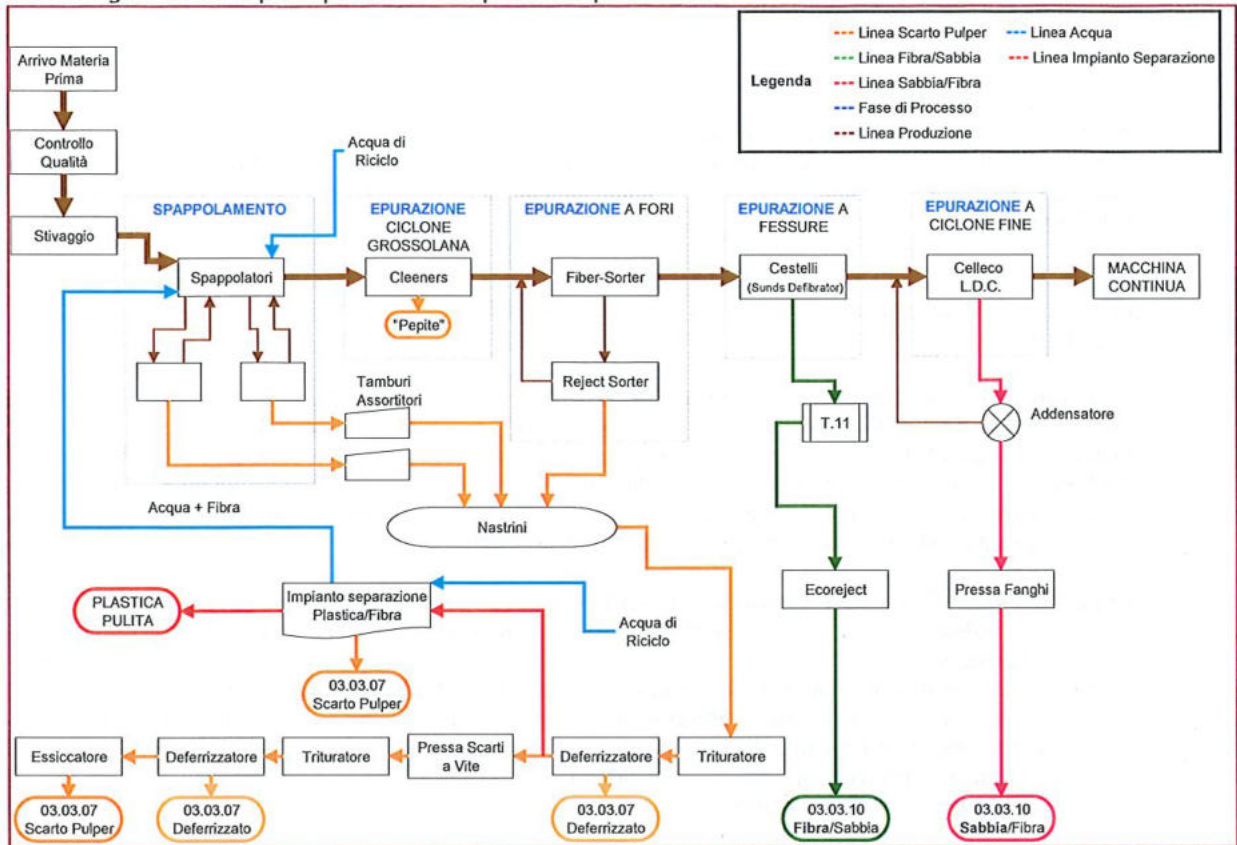 Legenda
Linea Scarto Pulper
Linea Fibra/Sabbia
Linea Sabbia/Fibra
Fase di Processo
Linea Produzione
Linea Acqua
Linea Impianto Separazione
Arrivo Materia
Prima
Controllo
Qualità
Stivaggio
Acqua di
Riciclo
SPAPPOLAMENTO
Spappolatori
EPURAZIONE
CICLONE
GROSSOLANA
Cleeners
"Pepite"
EPURAZIONE A FORI
Fiber-Sorter
Reject Sorter
EPURAZIONE A
FESSURE
Cestelli
(Sunds Defibrator)
EPURAZIONE A
CICLONE FINE
Celleco
L.D.C.
MACCHINA
CONTINUA
Tamburi
Assortitori
T.11
Addensatore
Acqua + Fibra
Nastrini
PLASTICA
PULITA
Impianto separazione
Plastica/Fibra
Acqua di
Riciclo
Ecoreject
Pressa Fanghi
03.03.07
Scarto Pulper
Essiccatore
Deferrizzatore
Trituratore
Pressa Scarti
a Vite
Deferrizzatore
Trituratore
03.03.07
Scarto Pulper
03.03.07
Deferrizzato
03.03.07
Deferrizzato
03.03.10
Fibra/Sabbia
03.03.10
Sabbia/Fibra